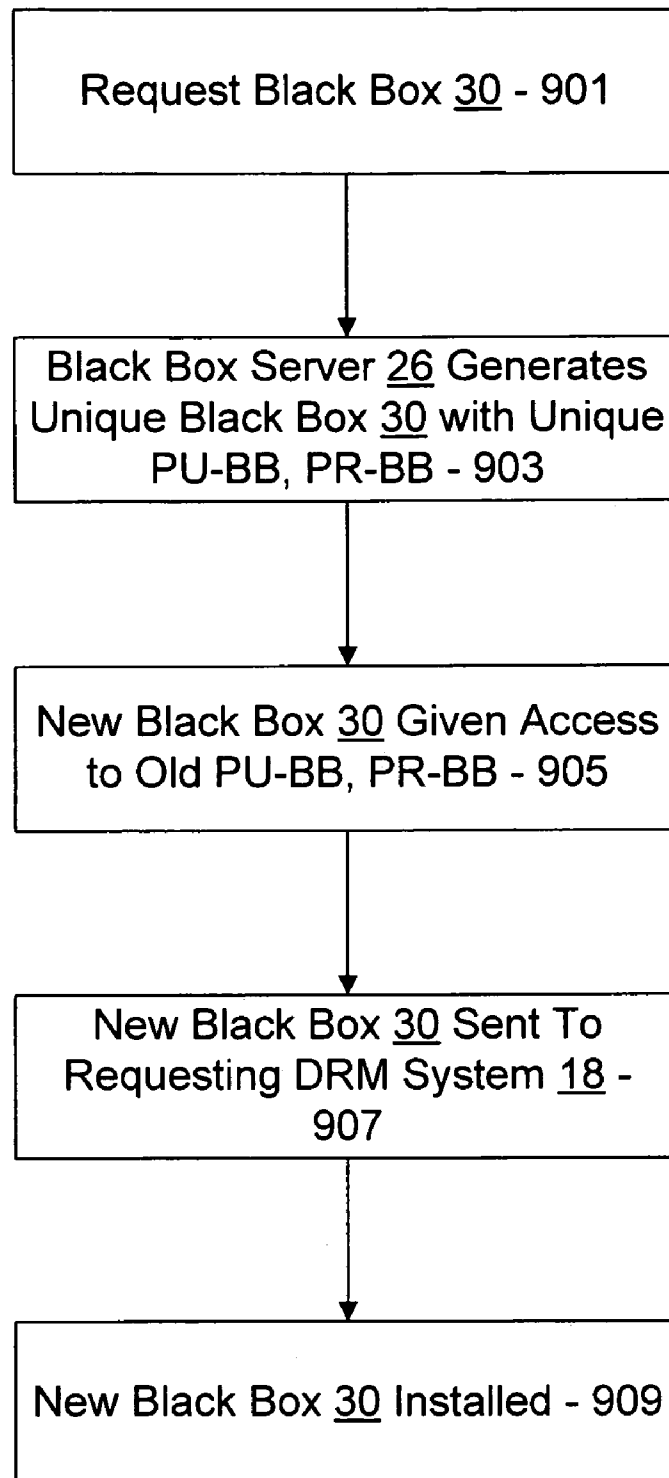 Request Black Box 30 - 901
Black Box Server 26 Generates
Unique Black Box 30 with Unique
PU-BB, PR-BB - 903
New Black Box 30 Given Access
to Old PU-BB, PR-BB - 905
New Black Box 30 Sent To
Requesting DRM System 18 -
907
New Black Box 30 Installed - 909